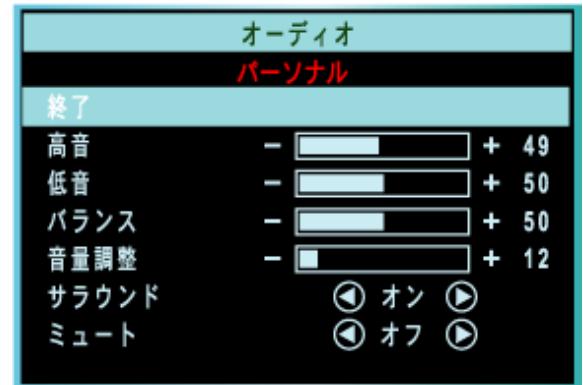 オーディオ
パーソナル
終了
高音 - + 49
低音 - + 50
バランス - + 50
音量調整 - + 12
サラウンド オン
ミュート オフ